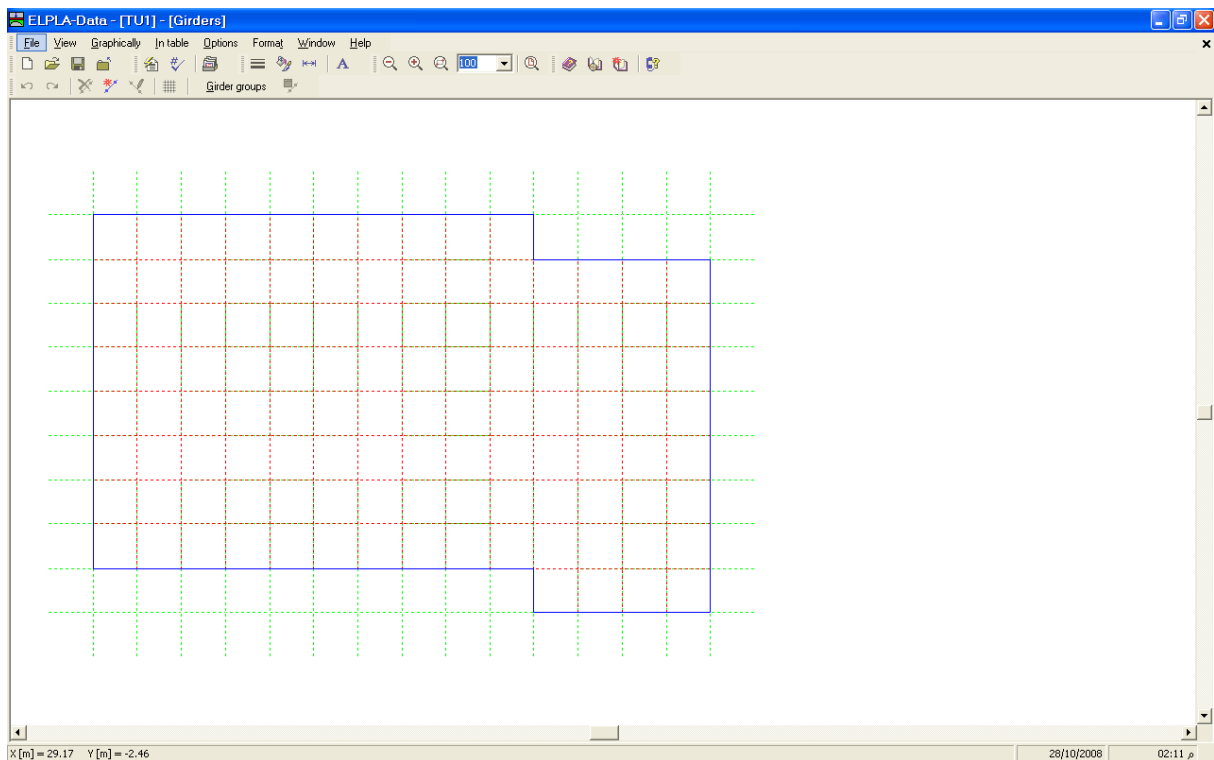 ELPLA-Data - [TU1] - [Girders]
File View Graphically In table Options Format Window Help
A 100
Girder groups
X [m] = 29.17 Y [m] = -2.46 28/10/2008 02:11 م